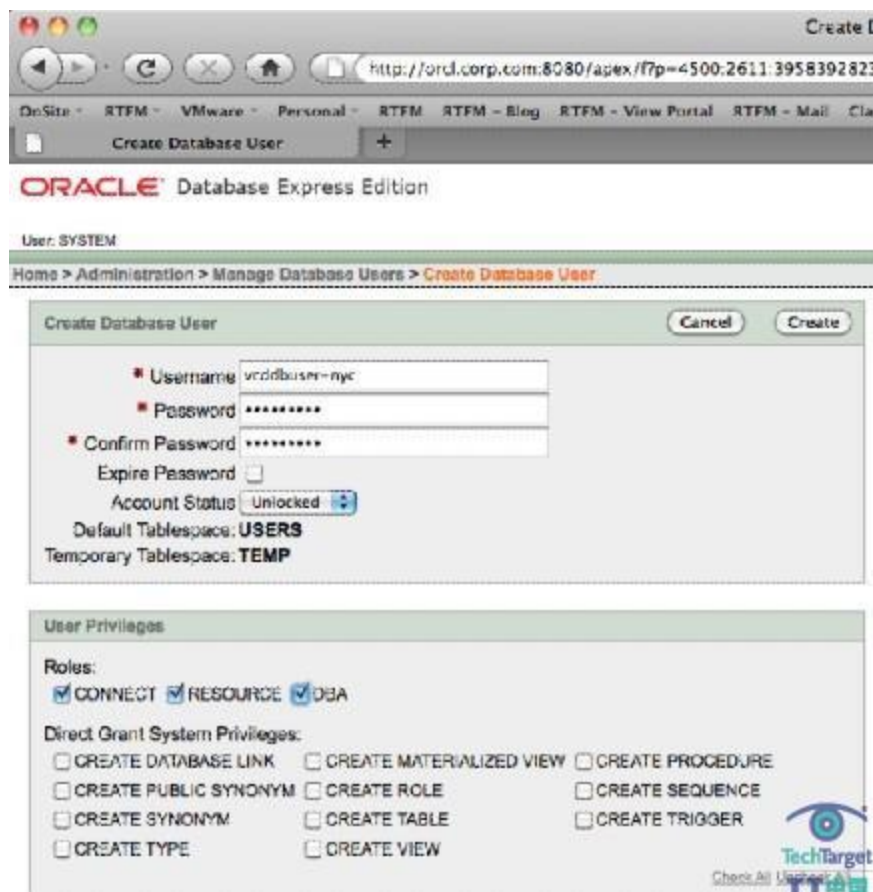 Create D
http://orcl.corp.com:8080/apex/f?p=4500:2611:3958392823
OnSite RTFM VMware Personal RTFM RTFM - Blog RTFM - View Portal RTFM - Mail Cla
Create Database User +
ORACLE Database Express Edition
User: SYSTEM
Home > Administration > Manage Database Users > Create Database User
Create Database User Cancel Create
* Username vcddbuser-nyc
* Password •••••••••
* Confirm Password •••••••••
Expire Password
Account Status Unlocked
Default Tablespace: USERS
Temporary Tablespace: TEMP
User Privileges
Roles:
CONNECT RESOURCE DBA
Direct Grant System Privileges:
CREATE DATABASE LINK CREATE MATERIALIZED VIEW CREATE PROCEDURE
CREATE PUBLIC SYNONYM CREATE ROLE CREATE SEQUENCE
CREATE SYNONYM CREATE TABLE CREATE TRIGGER
CREATE TYPE CREATE VIEW
TechTarget
Check All